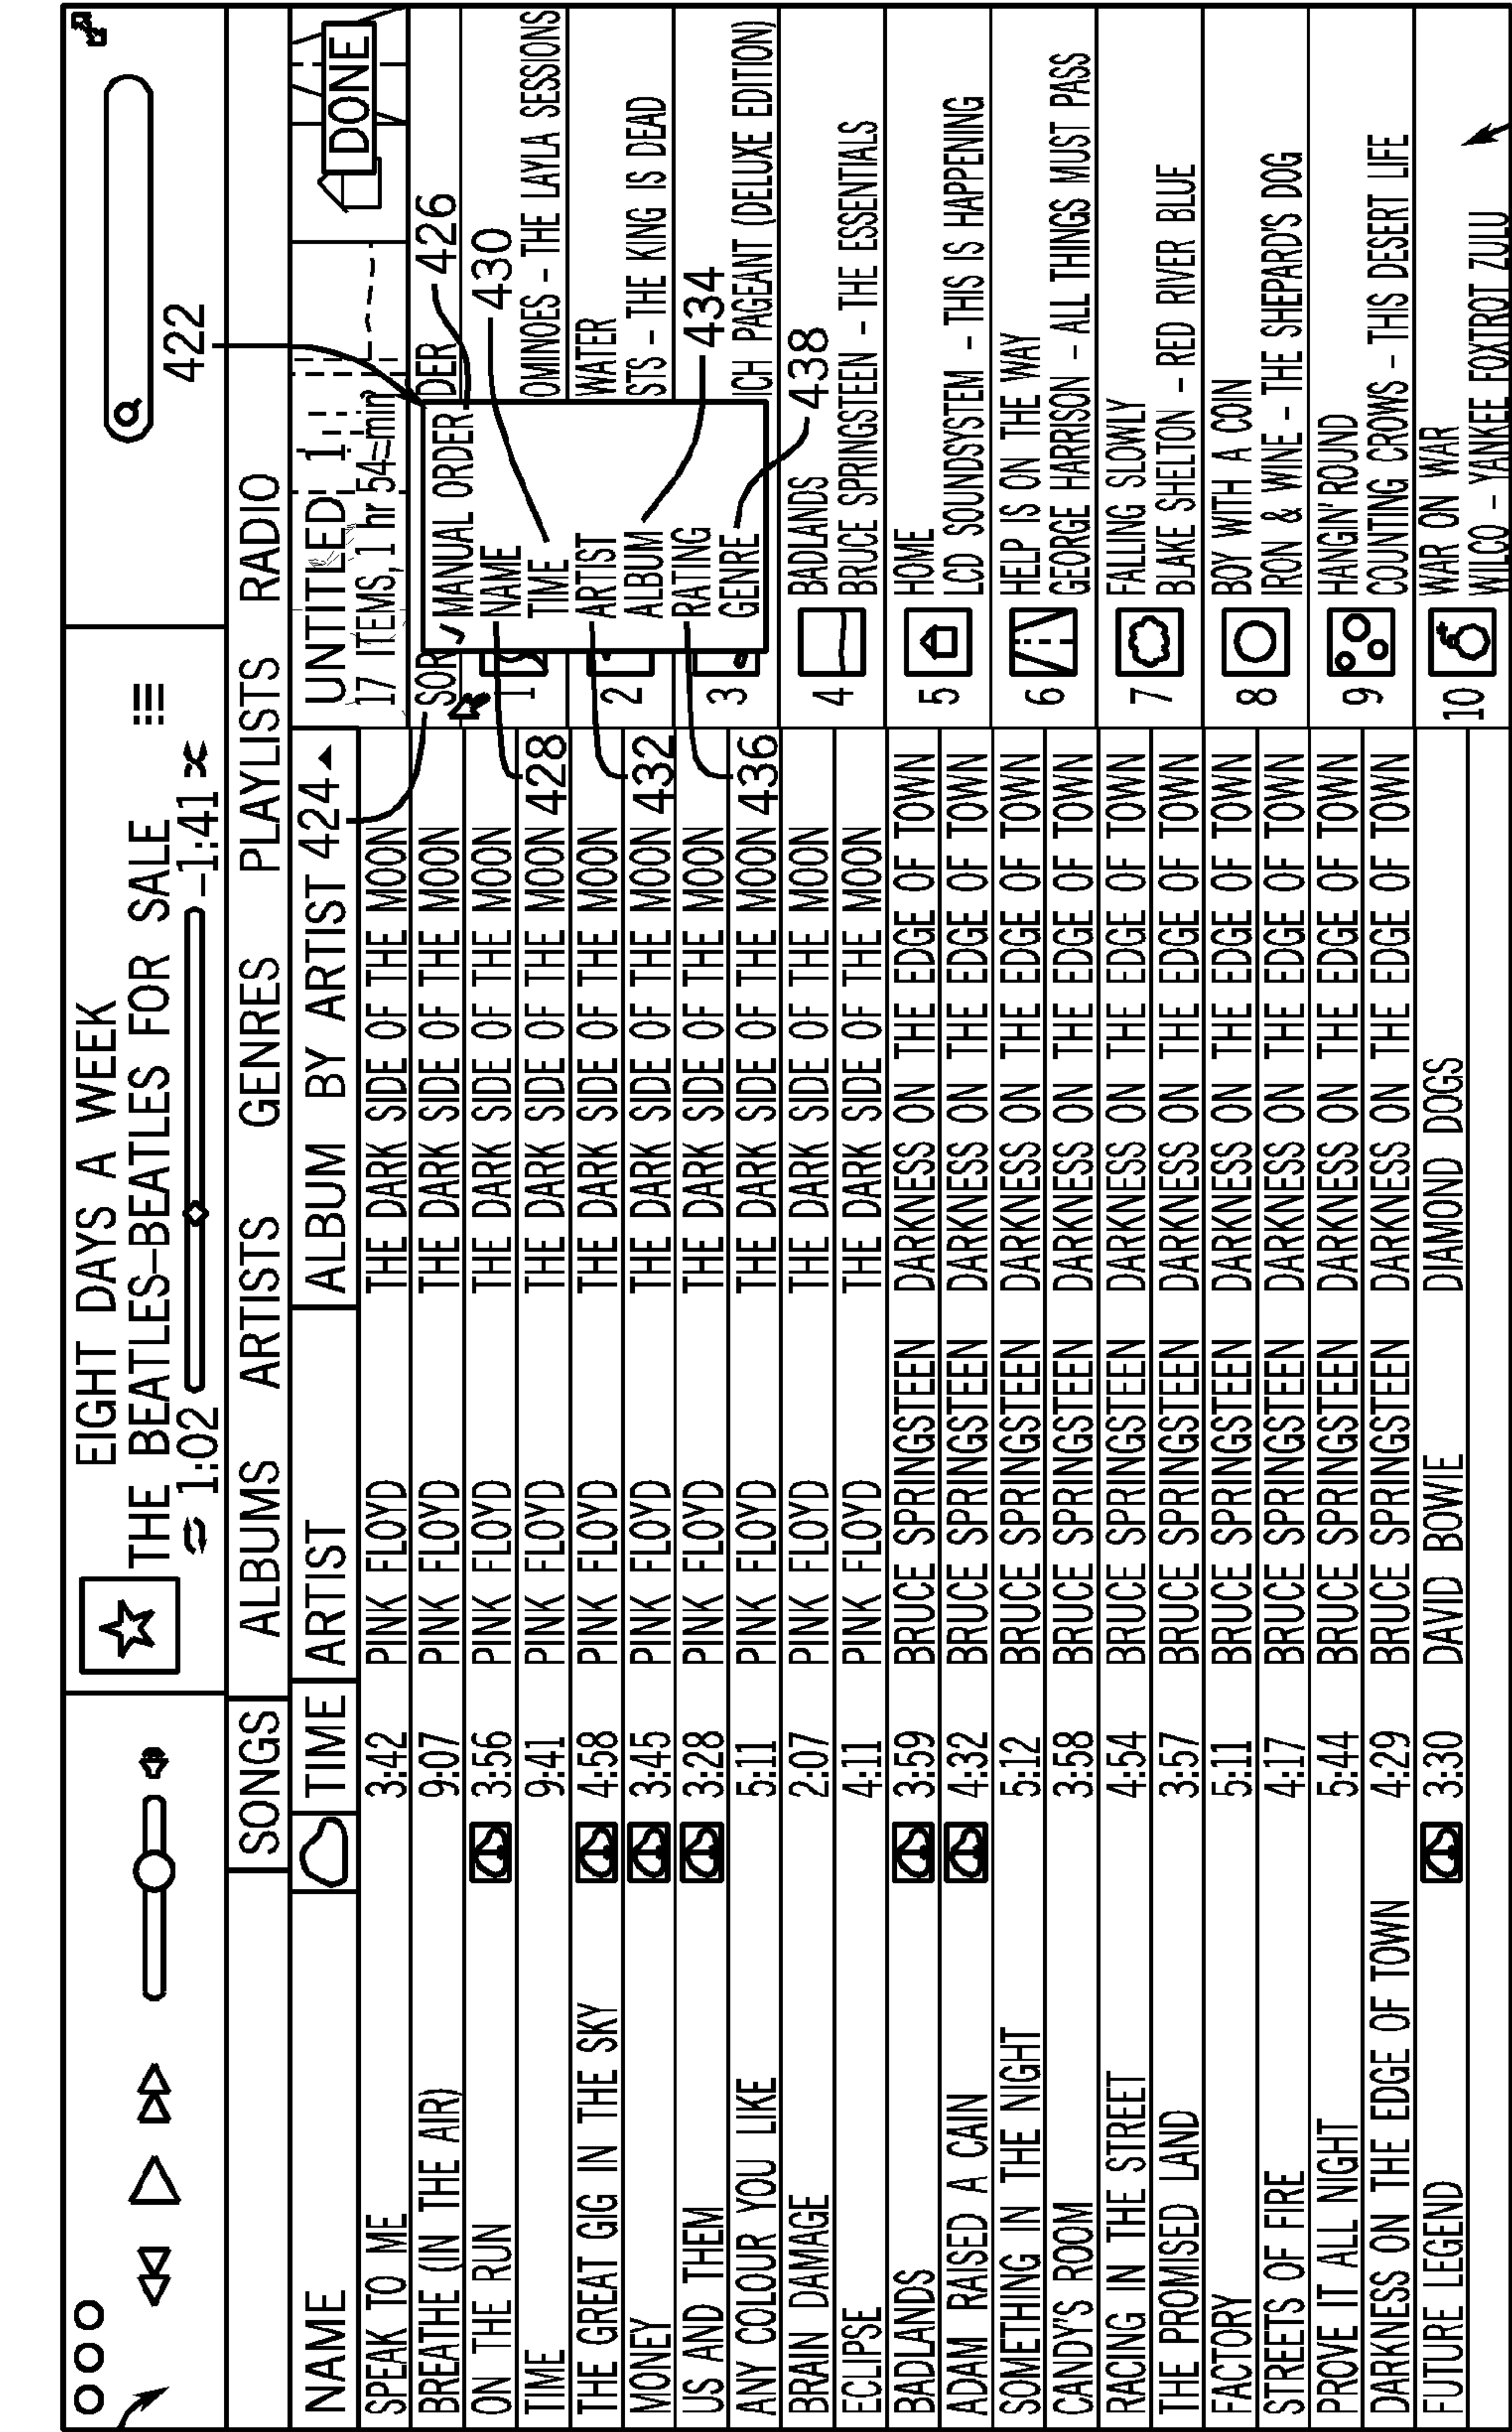 EIGHT DAYS A WEEK
THE BEATLES–BEATLES FOR SALE
1:02 –1:41
422
SONGS ALBUMS ARTISTS GENRES PLAYLISTS RADIO
NAME TIME ARTIST ALBUM BY ARTIST 424
SPEAK TO ME 3:42 PINK FLOYD THE DARK SIDE OF THE MOON
BREATHE (IN THE AIR) 9:07 PINK FLOYD THE DARK SIDE OF THE MOON
ON THE RUN 3:56 PINK FLOYD THE DARK SIDE OF THE MOON
TIME 9:41 PINK FLOYD THE DARK SIDE OF THE MOON 428
THE GREAT GIG IN THE SKY 4:58 PINK FLOYD THE DARK SIDE OF THE MOON
MONEY 3:45 PINK FLOYD THE DARK SIDE OF THE MOON 432
US AND THEM 3:28 PINK FLOYD THE DARK SIDE OF THE MOON
ANY COLOUR YOU LIKE 5:11 PINK FLOYD THE DARK SIDE OF THE MOON 436
BRAIN DAMAGE 2:07 PINK FLOYD THE DARK SIDE OF THE MOON
ECLIPSE 4:11 PINK FLOYD THE DARK SIDE OF THE MOON
BADLANDS 3:59 BRUCE SPRINGSTEEN DARKNESS ON THE EDGE OF TOWN
ADAM RAISED A CAIN 4:32 BRUCE SPRINGSTEEN DARKNESS ON THE EDGE OF TOWN
SOMETHING IN THE NIGHT 5:12 BRUCE SPRINGSTEEN DARKNESS ON THE EDGE OF TOWN
CANDY'S ROOM 3:58 BRUCE SPRINGSTEEN DARKNESS ON THE EDGE OF TOWN
RACING IN THE STREET 4:54 BRUCE SPRINGSTEEN DARKNESS ON THE EDGE OF TOWN
THE PROMISED LAND 3:57 BRUCE SPRINGSTEEN DARKNESS ON THE EDGE OF TOWN
FACTORY 5:11 BRUCE SPRINGSTEEN DARKNESS ON THE EDGE OF TOWN
STREETS OF FIRE 4:17 BRUCE SPRINGSTEEN DARKNESS ON THE EDGE OF TOWN
PROVE IT ALL NIGHT 5:44 BRUCE SPRINGSTEEN DARKNESS ON THE EDGE OF TOWN
DARKNESS ON THE EDGE OF TOWN 4:29 BRUCE SPRINGSTEEN DARKNESS ON THE EDGE OF TOWN
FUTURE LEGEND 3:30 DAVID BOWIE DIAMOND DOGS
UNTITLED 1 DONE
17 ITEMS, 1 hr 54 min
SOR DER 426
MANUAL ORDER
NAME 430
TIME
ARTIST
ALBUM 434
RATING
GENRE 438
1 OMINOES – THE LAYLA SESSIONS
2 WATER
STS – THE KING IS DEAD
3 ICH PAGEANT (DELUXE EDITION)
4 BADLANDS
BRUCE SPRINGSTEEN – THE ESSENTIALS
5 HOME
LCD SOUNDSYSTEM – THIS IS HAPPENING
6 HELP IS ON THE WAY
GEORGE HARRISON – ALL THINGS MUST PASS
7 FALLING SLOWLY
BLAKE SHELTON – RED RIVER BLUE
8 BOY WITH A COIN
IRON & WINE – THE SHEPARD'S DOG
9 HANGIN' ROUND
COUNTING CROWS – THIS DESERT LIFE
10 WAR ON WAR
WILCO – YANKEE FOXTROT ZULU